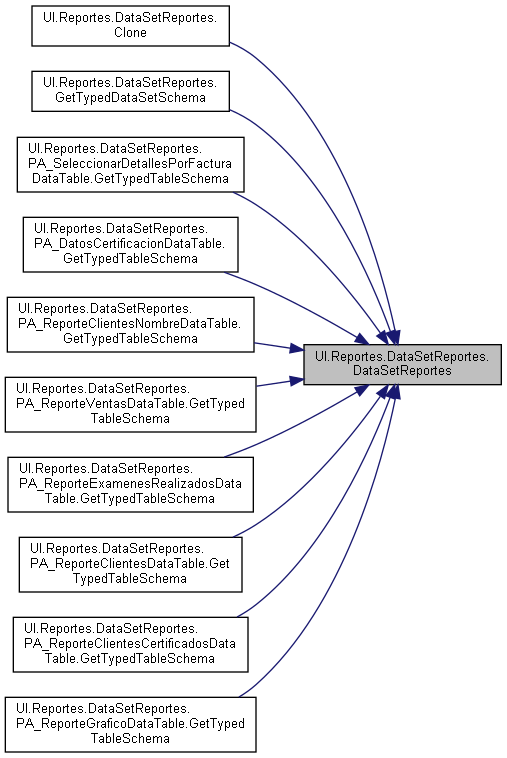 UI.Reportes.DataSetReportes.
Clone
UI.Reportes.DataSetReportes.
GetTypedDataSetSchema
UI.Reportes.DataSetReportes.
PA_SeleccionarDetallesPorFactura
DataTable.GetTypedTableSchema
UI.Reportes.DataSetReportes.
PA_DatosCertificacionDataTable.
GetTypedTableSchema
UI.Reportes.DataSetReportes.
PA_ReporteClientesNombreDataTable.
GetTypedTableSchema
UI.Reportes.DataSetReportes.
DataSetReportes
UI.Reportes.DataSetReportes.
PA_ReporteVentasDataTable.GetTyped
TableSchema
UI.Reportes.DataSetReportes.
PA_ReporteExamenesRealizadosData
Table.GetTypedTableSchema
UI.Reportes.DataSetReportes.
PA_ReporteClientesDataTable.Get
TypedTableSchema
UI.Reportes.DataSetReportes.
PA_ReporteClientesCertificadosData
Table.GetTypedTableSchema
UI.Reportes.DataSetReportes.
PA_ReporteGraficoDataTable.GetTyped
TableSchema